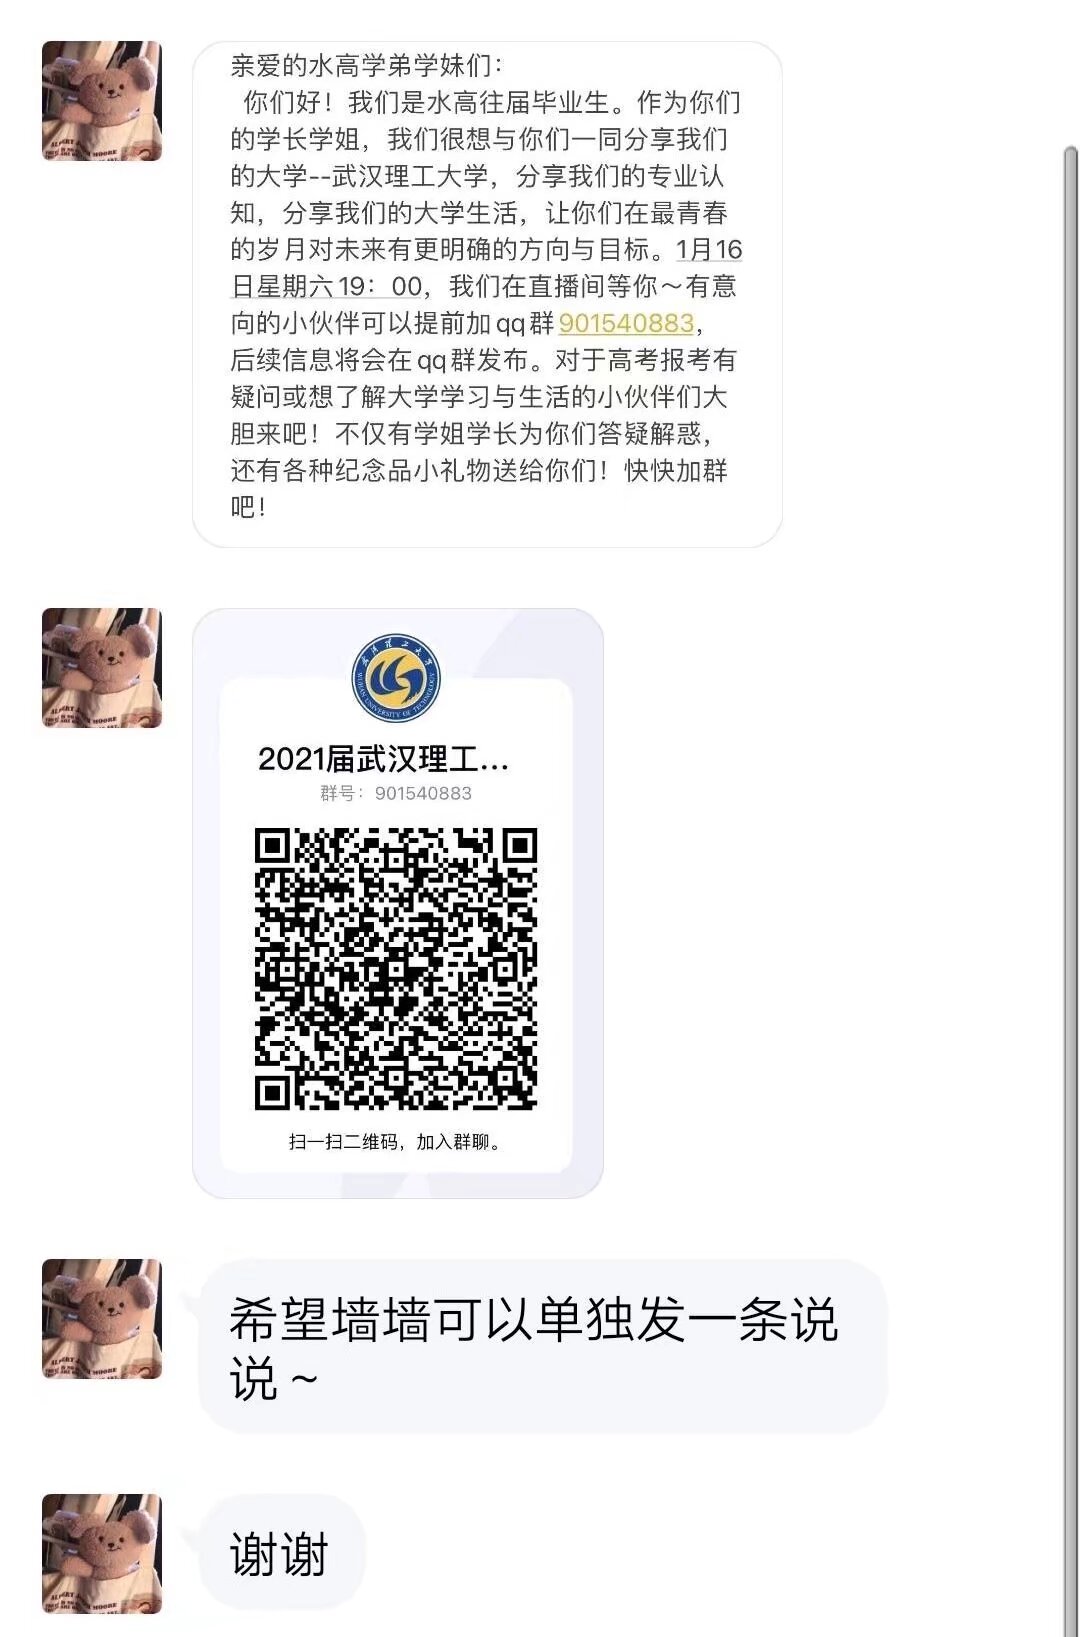 亲爱的水高学弟学妹们：
你们好！我们是水高往届毕业生。作为你们
的学长学姐，我们很想与你们一同分享我们
的大学--武汉理工大学，分享我们的专业认
知，分享我们的大学生活，让你们在最青春
的岁月对未来有更明确的方向与目标。1月16
日星期六19：00，我们在直播间等你～有意
向的小伙伴可以提前加qq群901540883，
后续信息将会在qq群发布。对于高考报考有
疑问或想了解大学学习与生活的小伙伴们大
胆来吧！不仅有学姐学长为你们答疑解惑，
还有各种纪念品小礼物送给你们！快快加群
吧！
武汉理工大学
WUHAN UNIVERSITY OF TECHNOLOGY
2021届武汉理工...
群号：901540883
扫一扫二维码，加入群聊。
希望墙墙可以单独发一条说
说～
谢谢